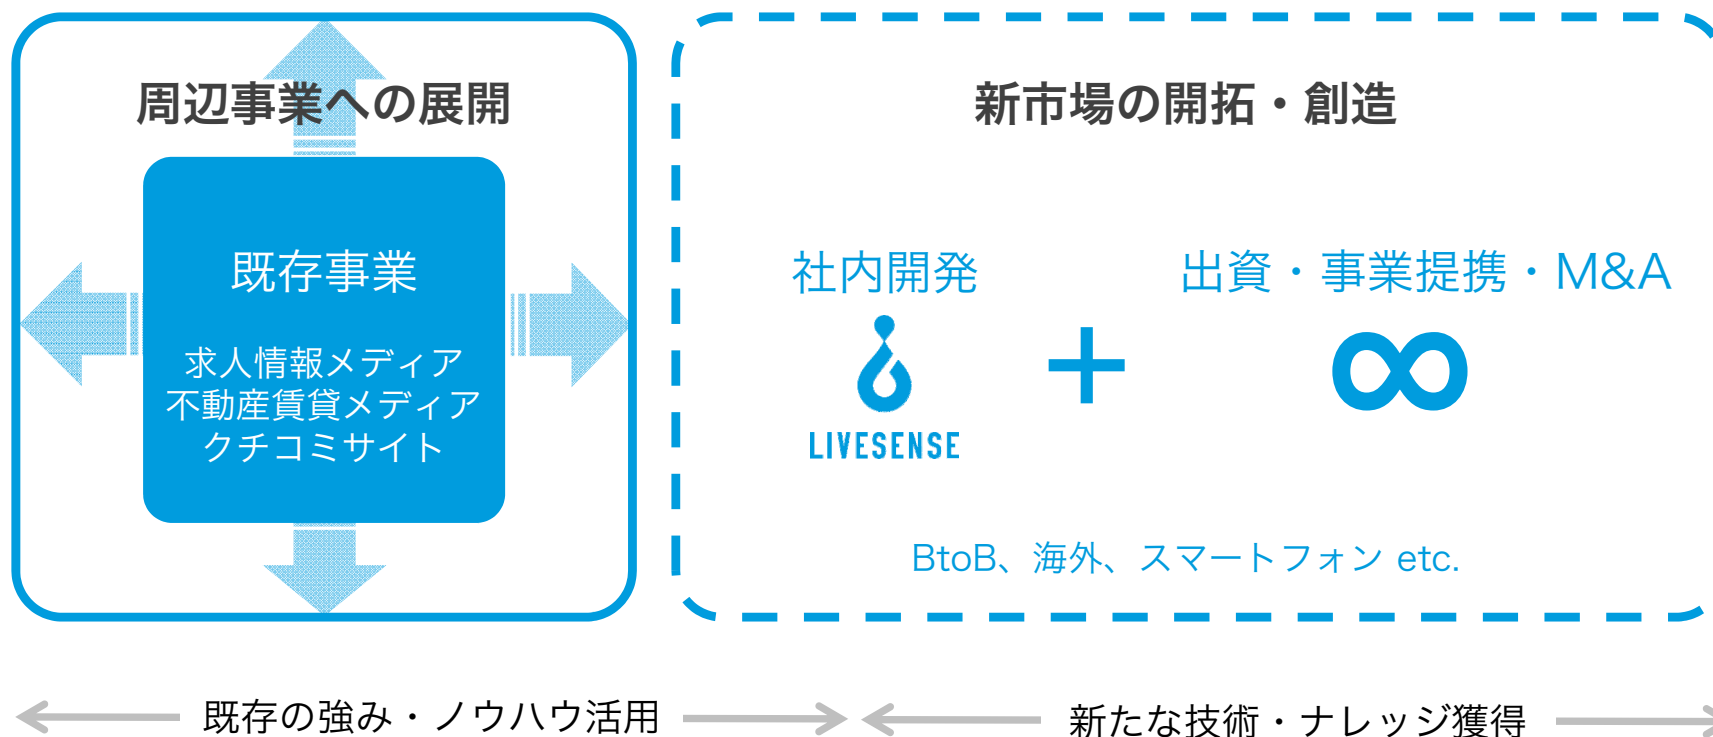 周辺事業への展開
既存事業
求人情報メディア
不動産賃貸メディア
クチコミサイト
新市場の開拓・創造
社内開発
LIVESENSE
+
出資・事業提携・M&A
∞
BtoB、海外、スマートフォン etc.
既存の強み・ノウハウ活用
新たな技術・ナレッジ獲得